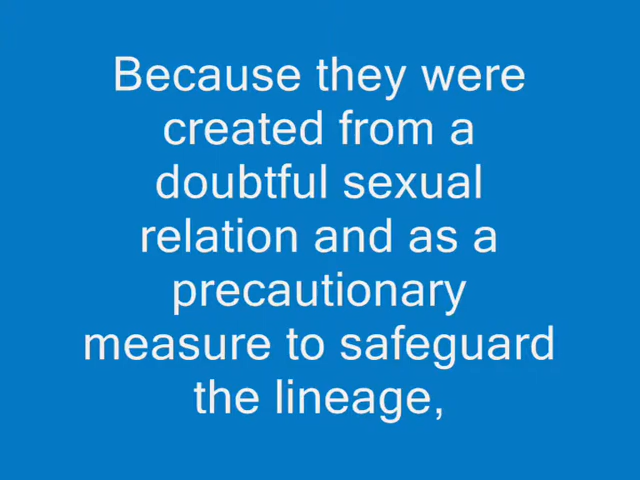 Because they were
created from a
doubtful sexual
relation and as a
precautionary
measure to safeguard
the lineage,